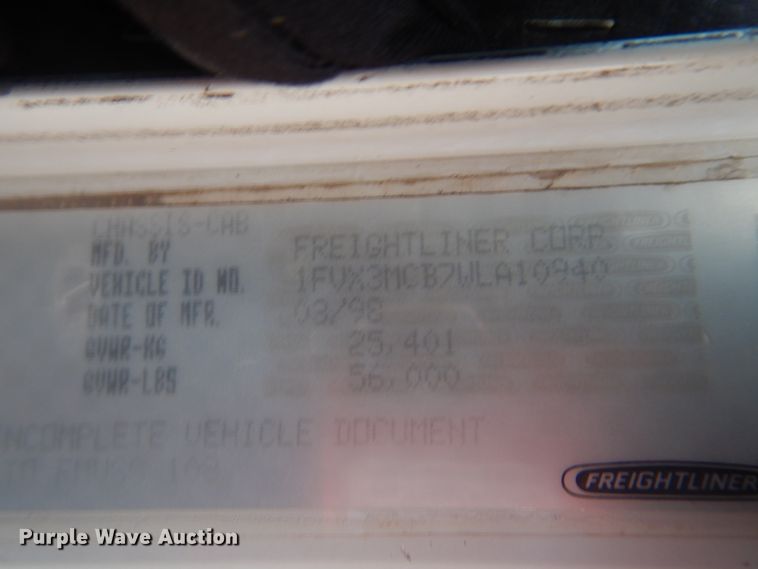 CHASSIS-CAB
MFD. BY FREIGHTLINER CORP.
VEHICLE ID NO. 1FVX3MCB7WLA10940
DATE OF MFR. 03/98
GVWR-KG 25,401
GVWR-LBS 56,000
INCOMPLETE VEHICLE DOCUMENT
FREIGHTLINER
Purple Wave Auction